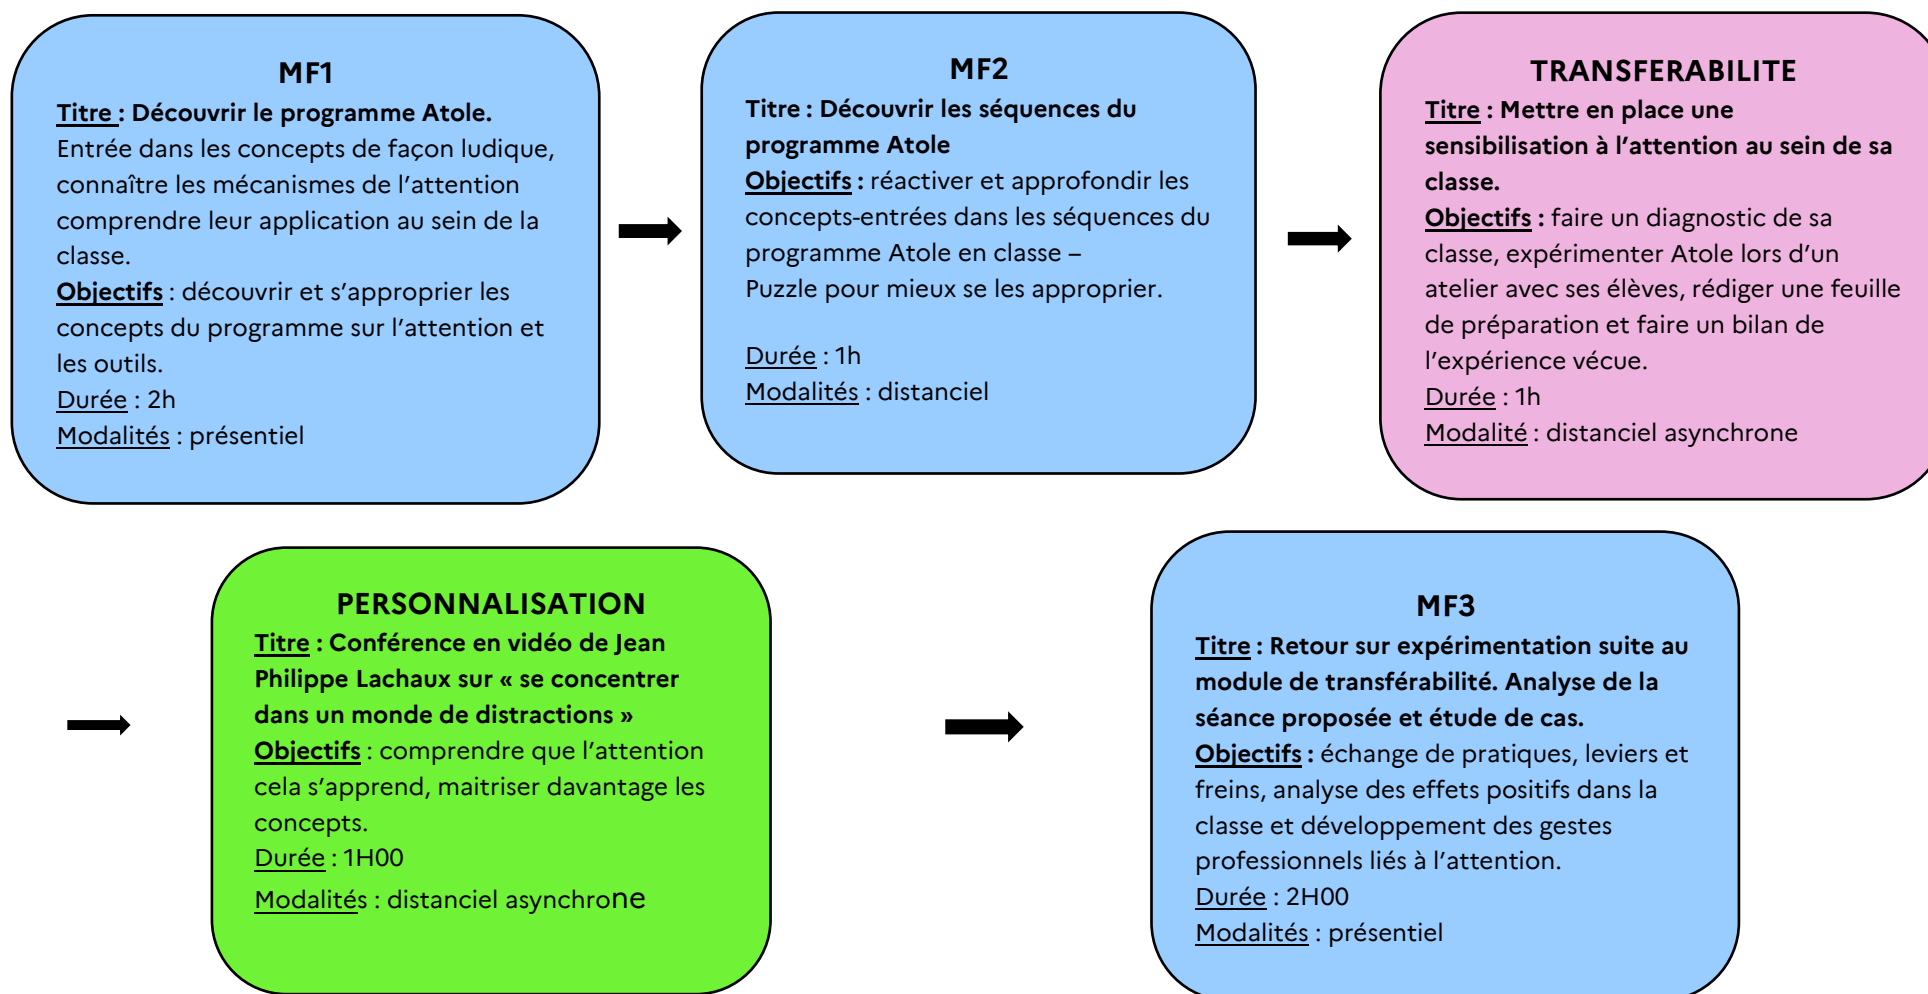 MF1
Titre : Découvrir le programme Atole.
Entrée dans les concepts de façon ludique,
connaître les mécanismes de l'attention
comprendre leur application au sein de la
classe.
Objectifs : découvrir et s'approprier les
concepts du programme sur l'attention et
les outils.
Durée : 2h
Modalités : présentiel
MF2
Titre : Découvrir les séquences du
programme Atole
Objectifs : réactiver et approfondir les
concepts-entrées dans les séquences du
programme Atole en classe –
Puzzle pour mieux se les approprier.
Durée : 1h
Modalités : distanciel
TRANSFERABILITE
Titre : Mettre en place une
sensibilisation à l'attention au sein de sa
classe.
Objectifs : faire un diagnostic de sa
classe, expérimenter Atole lors d'un
atelier avec ses élèves, rédiger une feuille
de préparation et faire un bilan de
l'expérience vécue.
Durée : 1h
Modalité : distanciel asynchrone
PERSONNALISATION
Titre : Conférence en vidéo de Jean
Philippe Lachaux sur « se concentrer
dans un monde de distractions »
Objectifs : comprendre que l'attention
cela s'apprend, maitriser davantage les
concepts.
Durée : 1H00
Modalités : distanciel asynchrone
MF3
Titre : Retour sur expérimentation suite au
module de transférabilité. Analyse de la
séance proposée et étude de cas.
Objectifs : échange de pratiques, leviers et
freins, analyse des effets positifs dans la
classe et développement des gestes
professionnels liés à l'attention.
Durée : 2H00
Modalités : présentiel